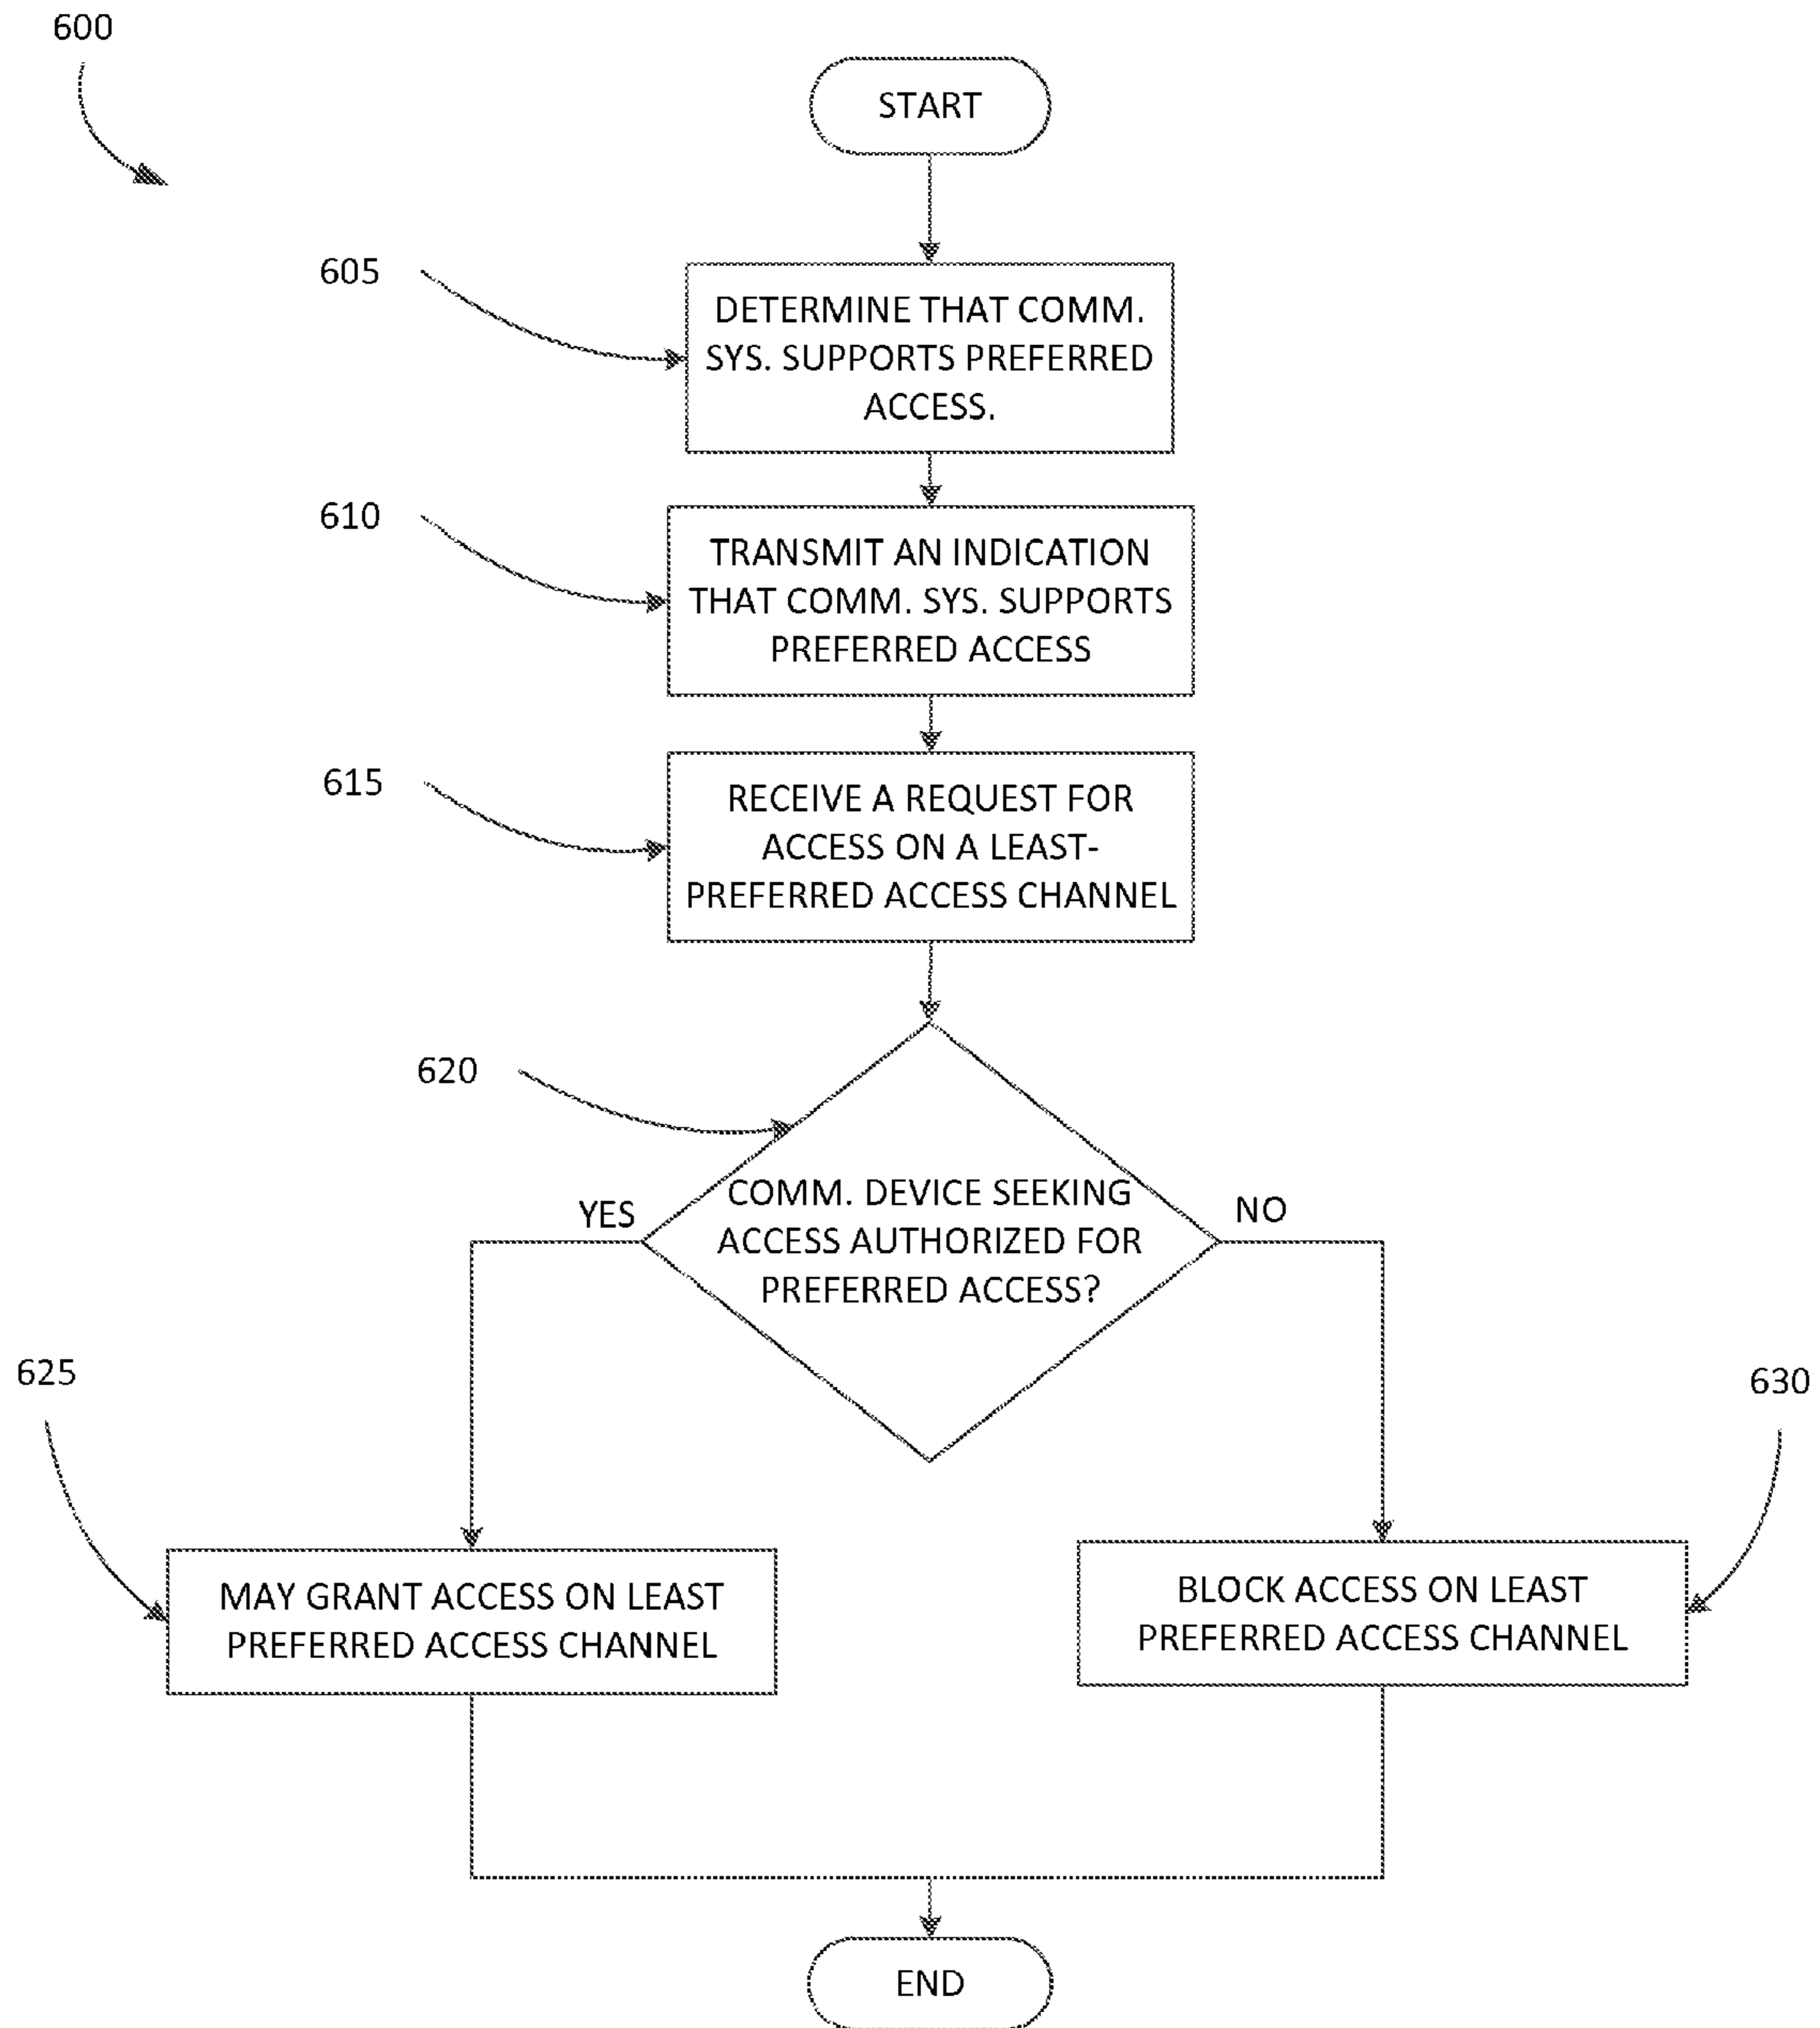 600
START
605
DETERMINE THAT COMM.
SYS. SUPPORTS PREFERRED
ACCESS.
610
TRANSMIT AN INDICATION
THAT COMM. SYS. SUPPORTS
PREFERRED ACCESS
615
RECEIVE A REQUEST FOR
ACCESS ON A LEAST-
PREFERRED ACCESS CHANNEL
620
COMM. DEVICE SEEKING
ACCESS AUTHORIZED FOR
PREFERRED ACCESS?
YES
NO
625
MAY GRANT ACCESS ON LEAST
PREFERRED ACCESS CHANNEL
630
BLOCK ACCESS ON LEAST
PREFERRED ACCESS CHANNEL
END